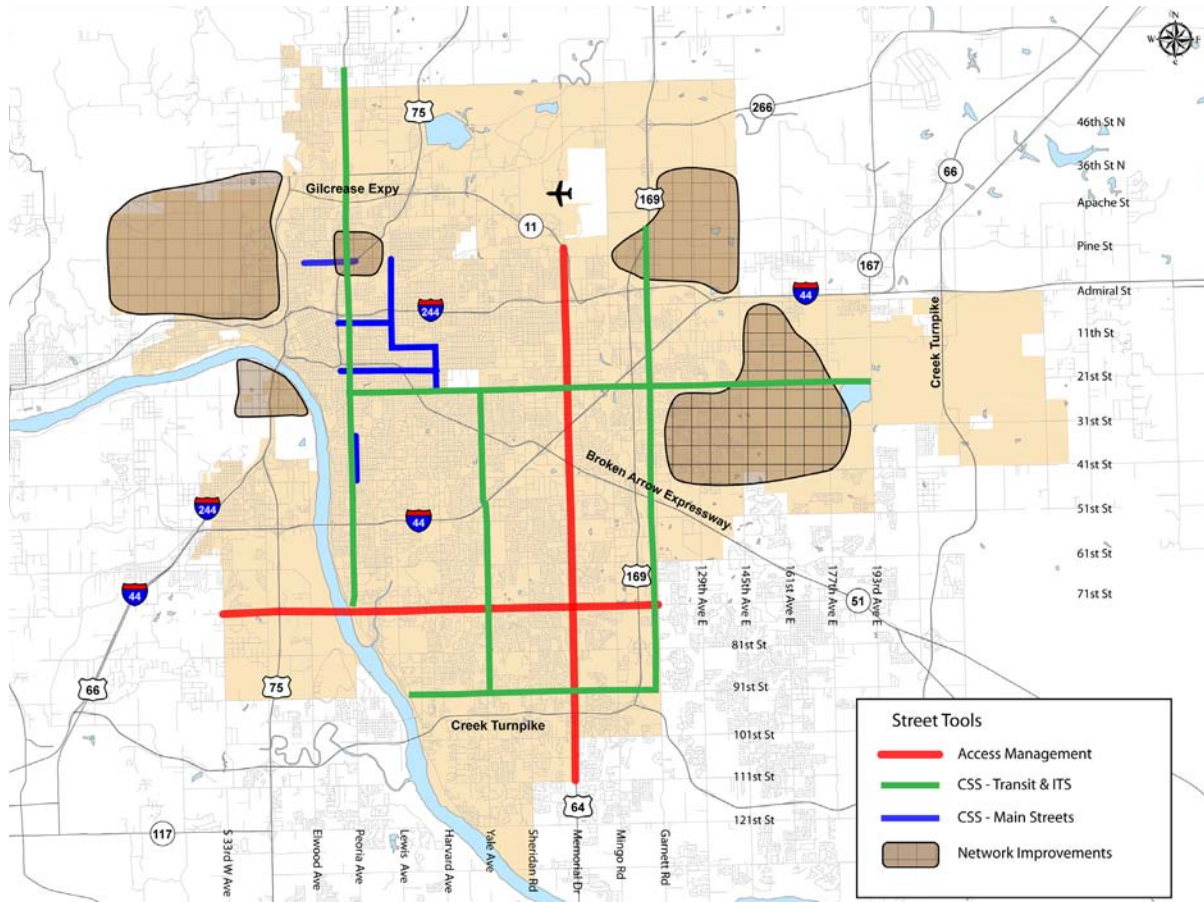 N
W
E
S
75
266
46th St N
36th St N
66
Gilcrease Expy
169
Apache St
11
Pine St
167
44
Admiral St
244
11th St
Creek Turnpike
21st St
31st St
Broken Arrow Expressway
41st St
244
44
51st St
61st St
169
129th Ave E
145th Ave E
161st Ave E
177th Ave E
193rd Ave E
44
71st St
51
81st St
66
75
91st St
Creek Turnpike
101st St
111st St
64
121st St
117
S 33rd W Ave
Elwood Ave
Peoria Ave
Lewis Ave
Harvard Ave
Yale Ave
Sheridan Rd
Memorial Dr
Mingo Rd
Garnett Rd
Street Tools
Access Management
CSS - Transit & ITS
CSS - Main Streets
Network Improvements